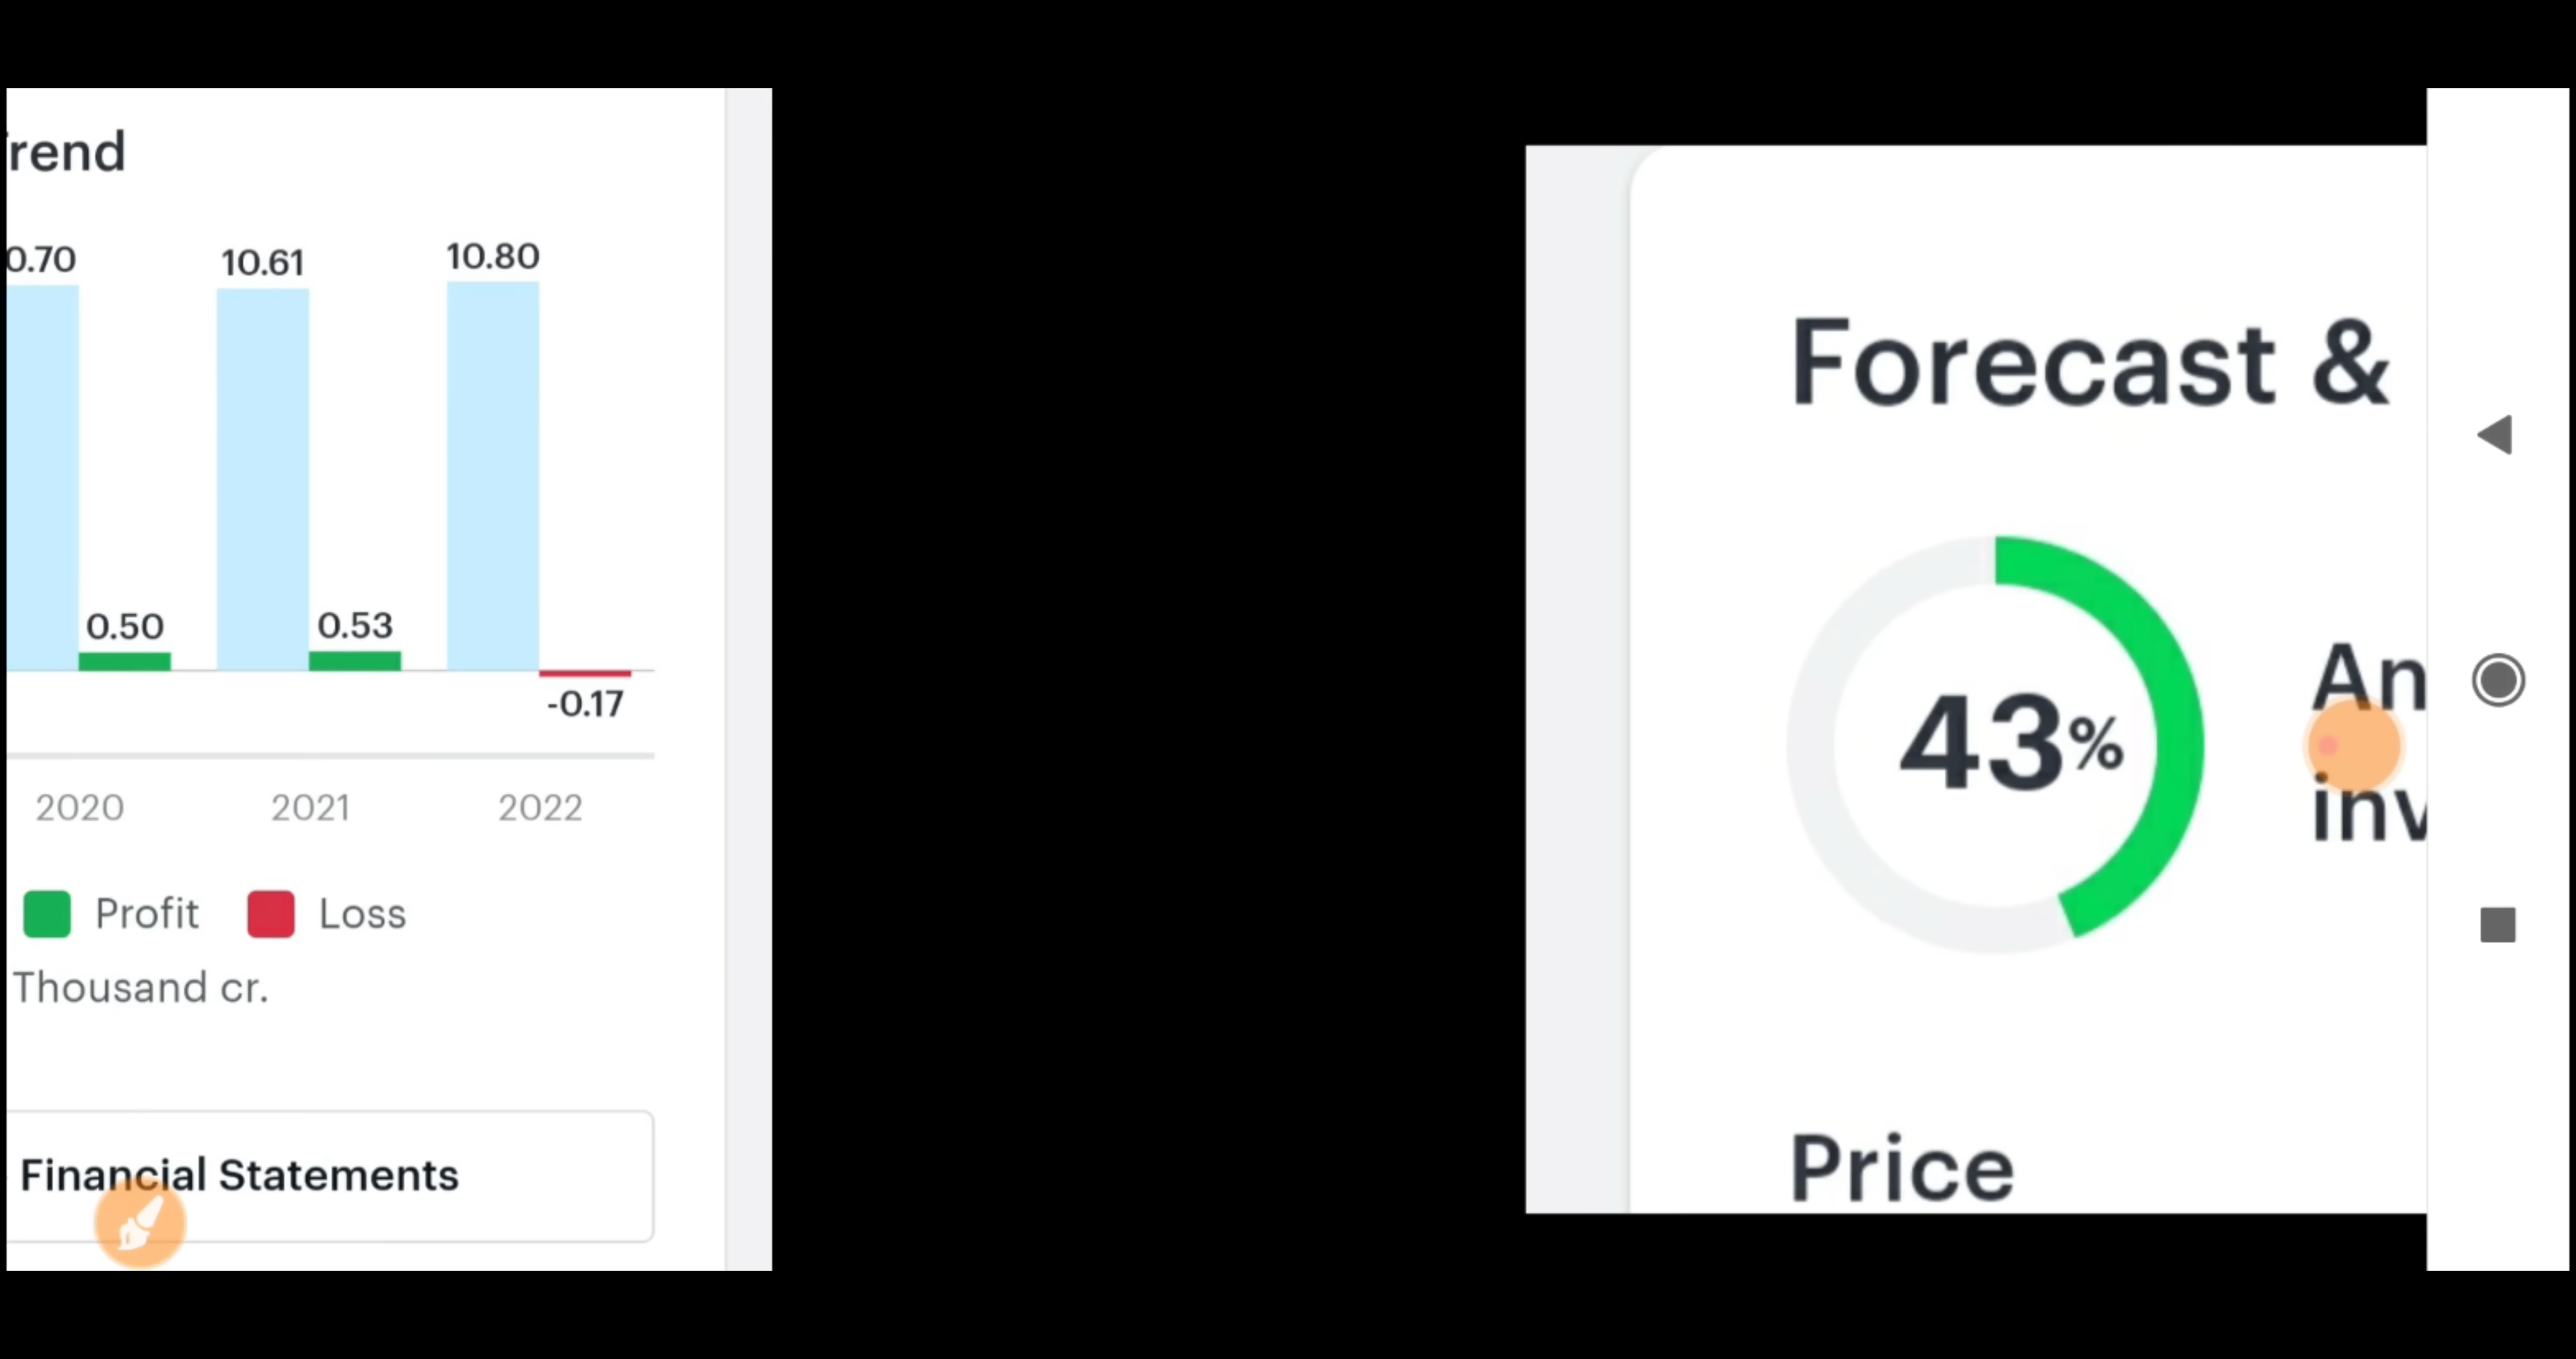 rend
0.70 10.61 10.80
0.50 0.53
-0.17
2020 2021 2022
Profit Loss
Thousand cr.
Financial Statements
Forecast &
43%
An
inv
Price